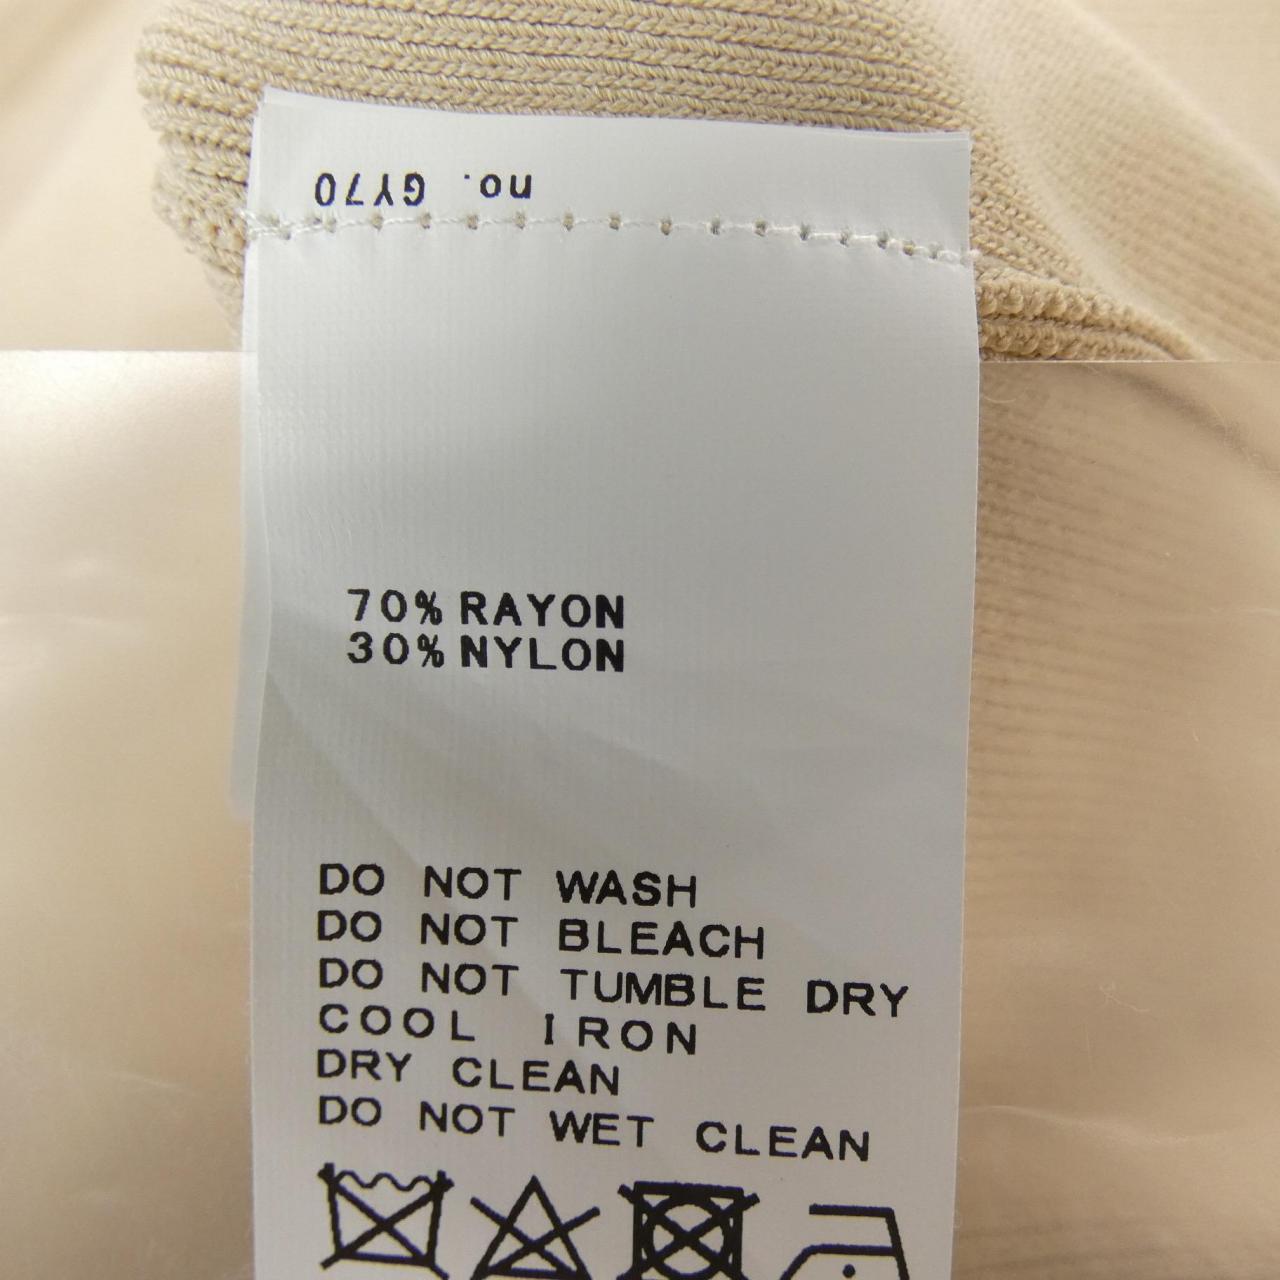 no. GY70
70% RAYON
30% NYLON
DO NOT WASH
DO NOT BLEACH
DO NOT TUMBLE DRY
COOL IRON
DRY CLEAN
DO NOT WET CLEAN